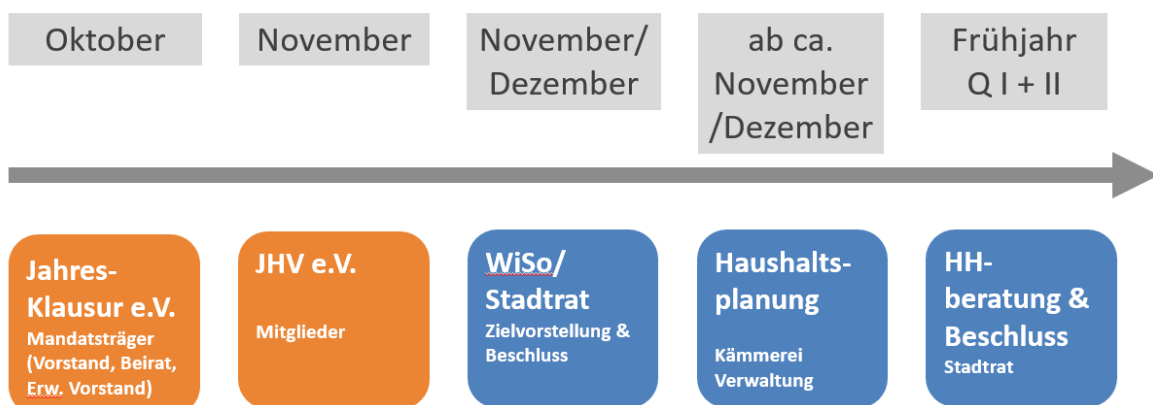 Oktober
November
November/
Dezember
ab ca.
November
/Dezember
Frühjahr
Q I + II
Jahres-
Klausur e.V.
Mandatsträger
(Vorstand, Beirat,
Erw. Vorstand)
JHV e.V.
Mitglieder
WiSo/
Stadtrat
Zielvorstellung &
Beschluss
Haushalts-
planung
Kämmerei
Verwaltung
HH-
beratung &
Beschluss
Stadtrat